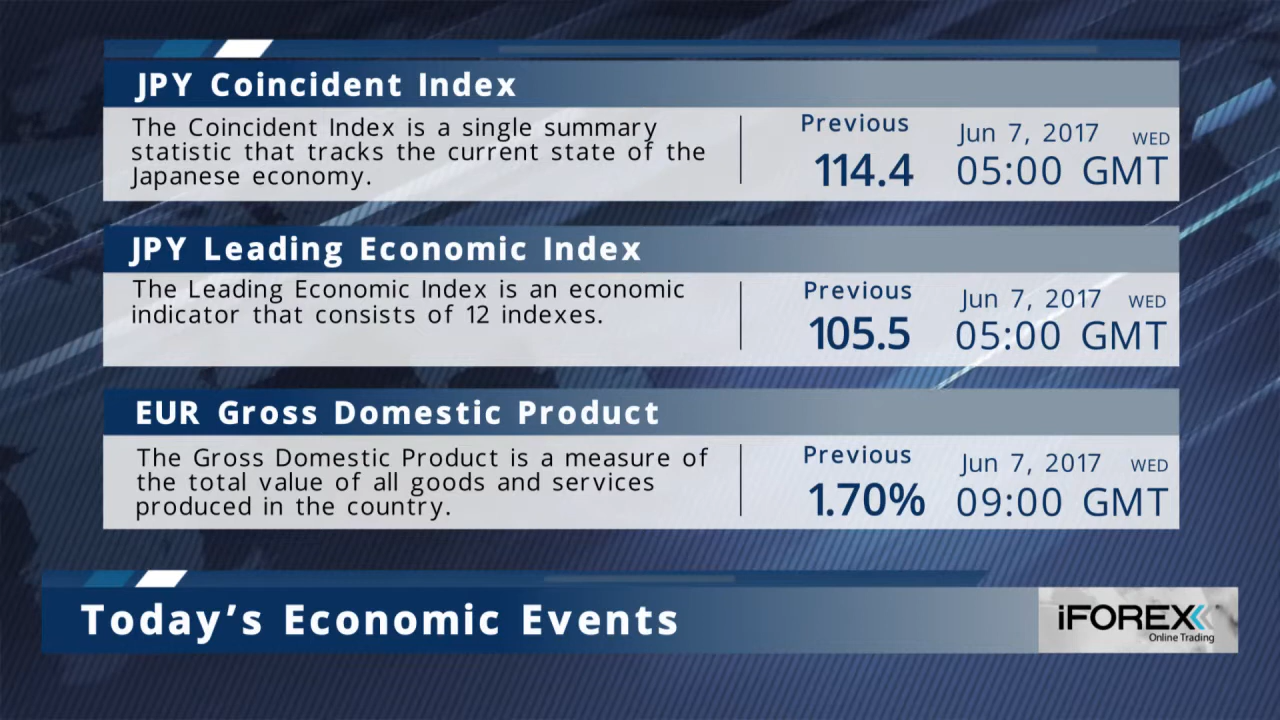 JPY Coincident Index
The Coincident Index is a single summary
statistic that tracks the current state of the
Japanese economy.
Previous
114.4
Jun 7, 2017 WED
05:00 GMT
JPY Leading Economic Index
The Leading Economic Index is an economic
indicator that consists of 12 indexes.
Previous
105.5
Jun 7, 2017 WED
05:00 GMT
EUR Gross Domestic Product
The Gross Domestic Product is a measure of
the total value of all goods and services
produced in the country.
Previous
1.70%
Jun 7, 2017 WED
09:00 GMT
Today's Economic Events
iFOREX
Online Trading